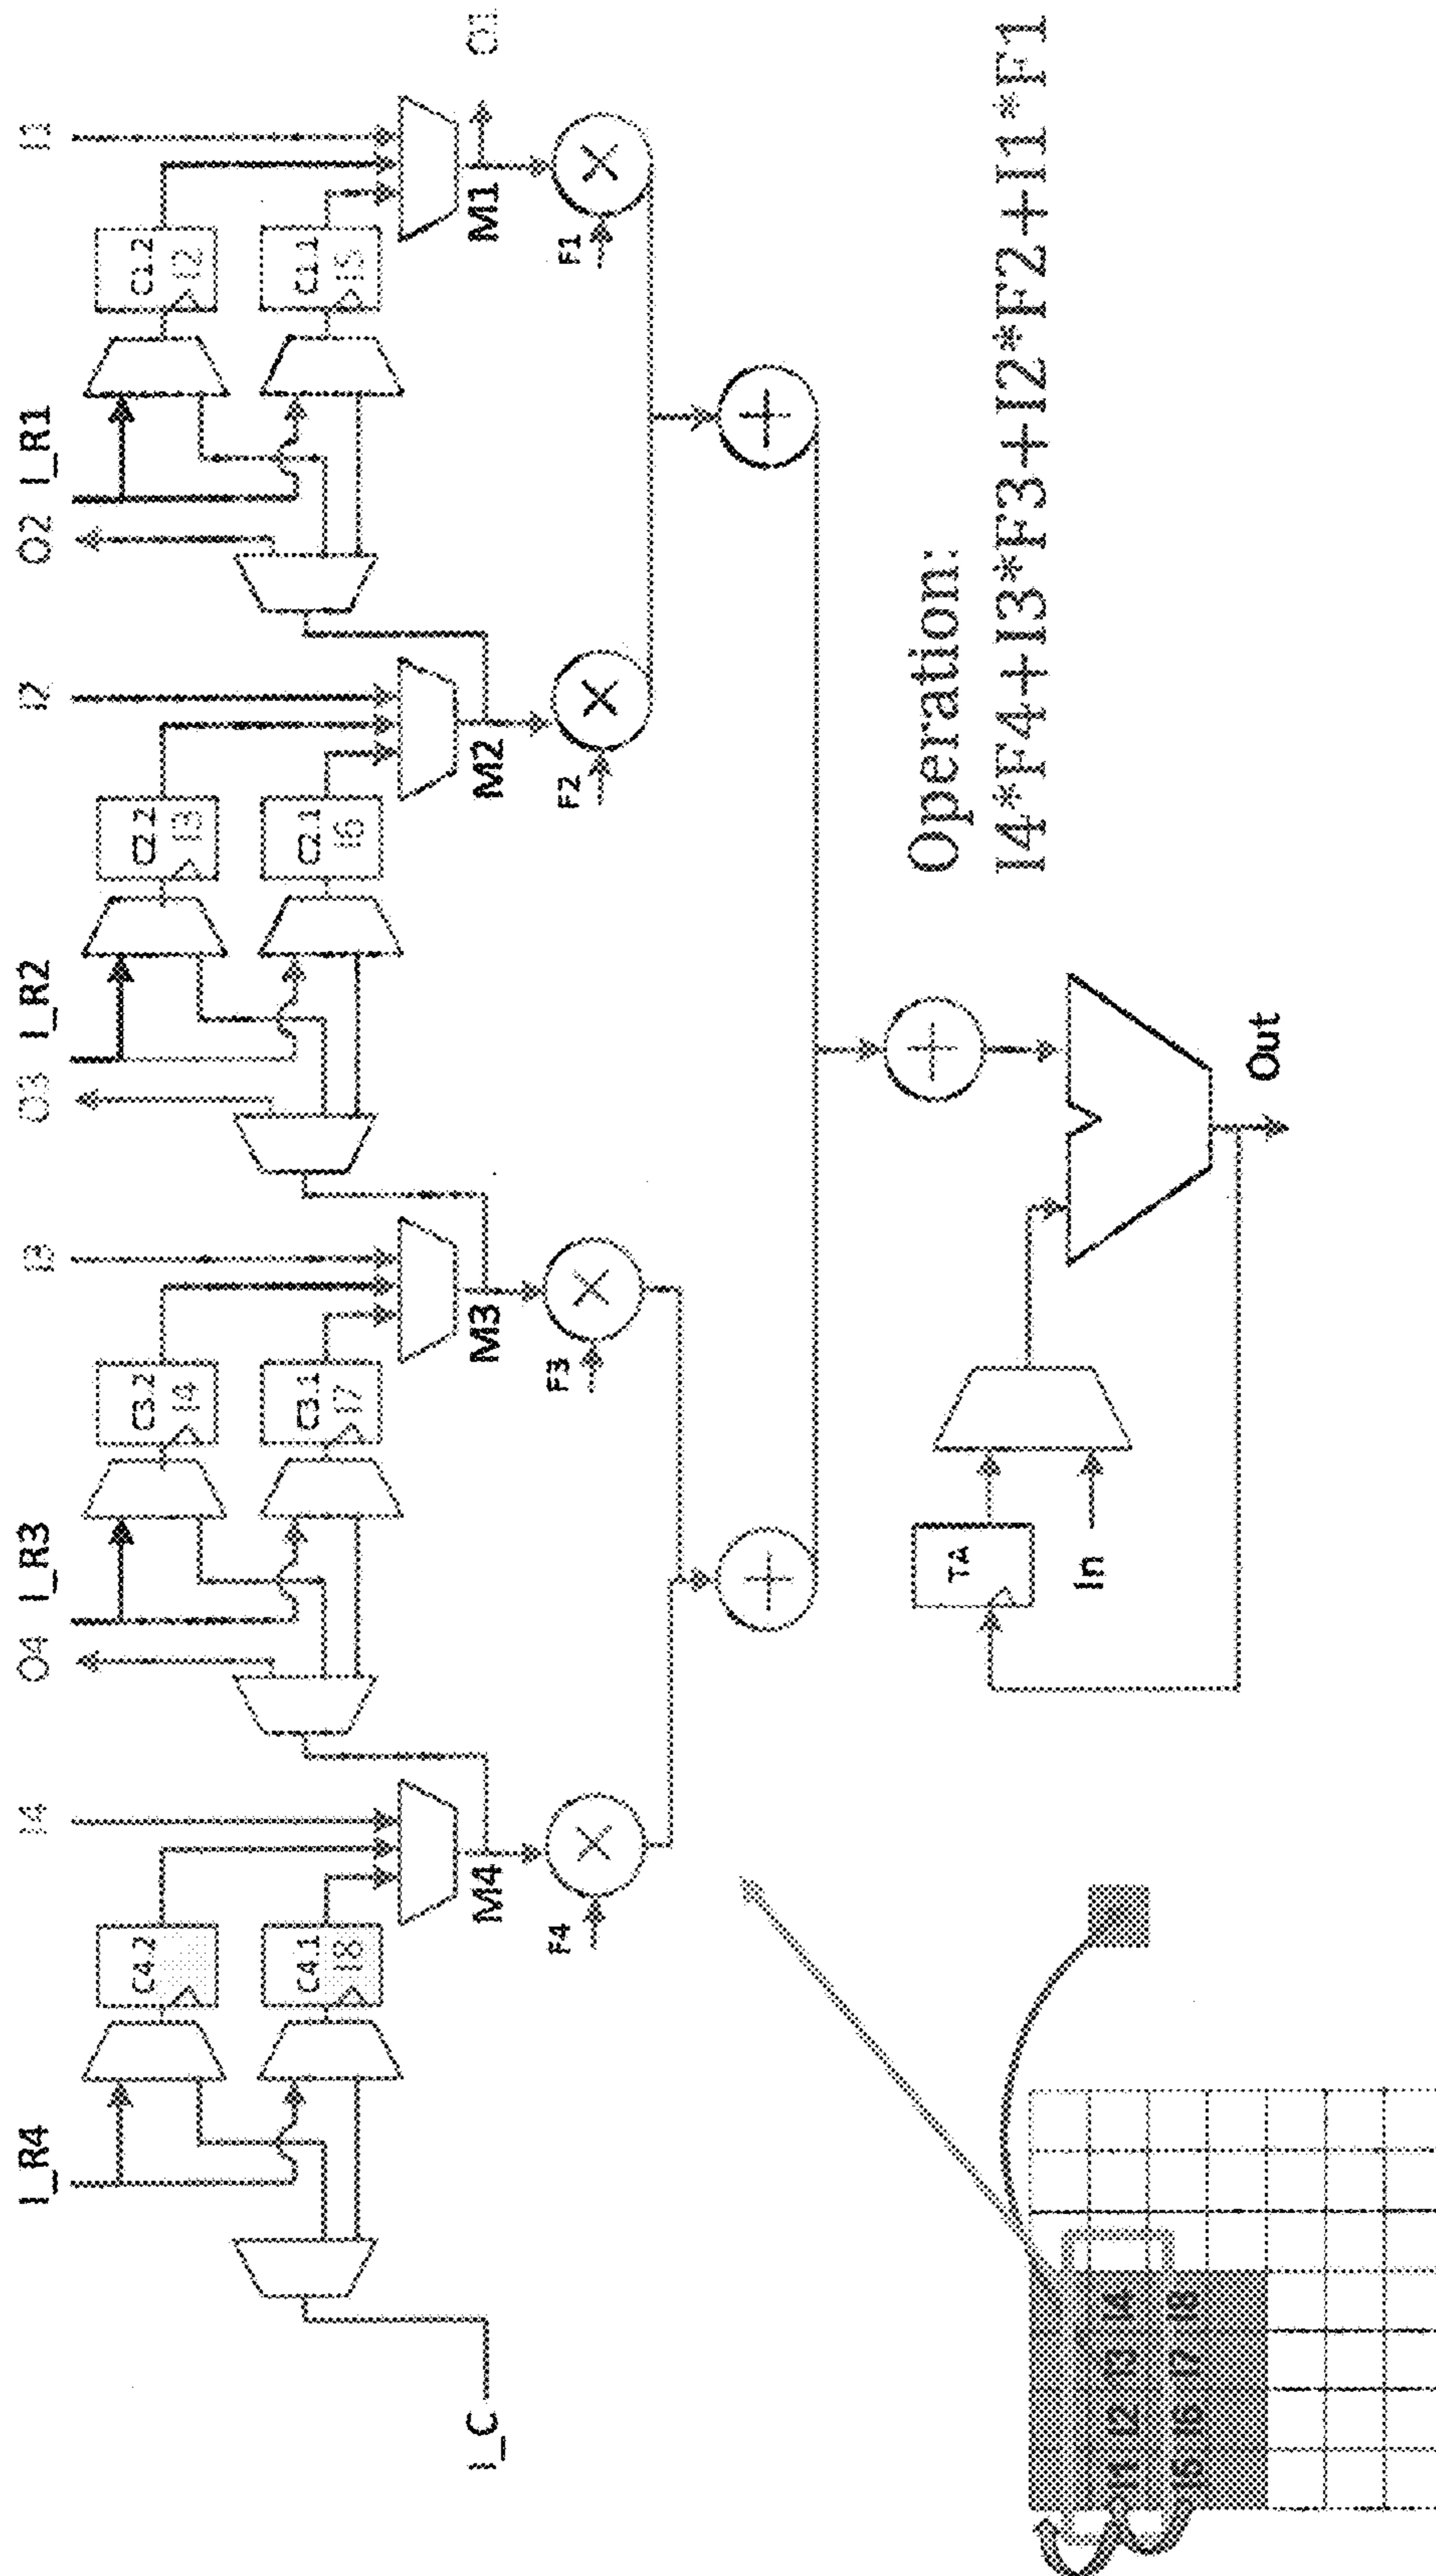 I_R4
I4
O4
I_R3
I3
O3
I_R2
I2
O2
I_R1
I1
C4.2
C3.2
I4
C2.2
I3
C1.2
I2
C4.1
I8
C3.1
I7
C2.1
I6
C1.1
I5
I_C
M4
M3
M2
M1
O1
F4
F3
F2
F1
TA
In
Out
Operation:
I4*F4+I3*F3+I2*F2+I1*F1
I1 I2 I3 I4
I5 I6 I7 I8